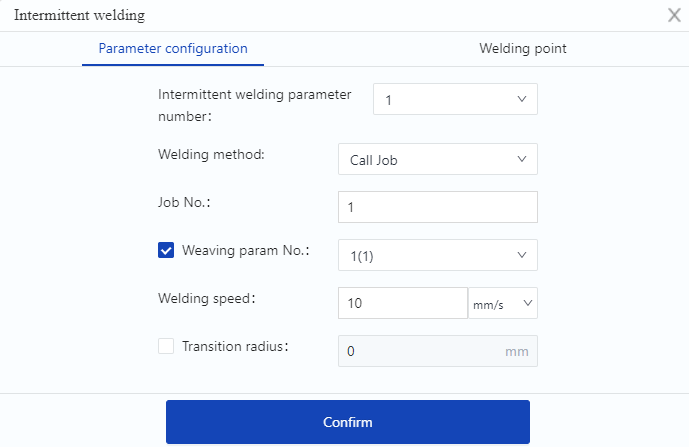 Intermittent welding
Parameter configuration
Welding point
Intermittent welding parameter
number：
1
Welding method:
Call Job
Job No.：
1
Weaving param No.：
1(1)
Welding speed：
10
mm/s
Transition radius：
0
mm
Confirm